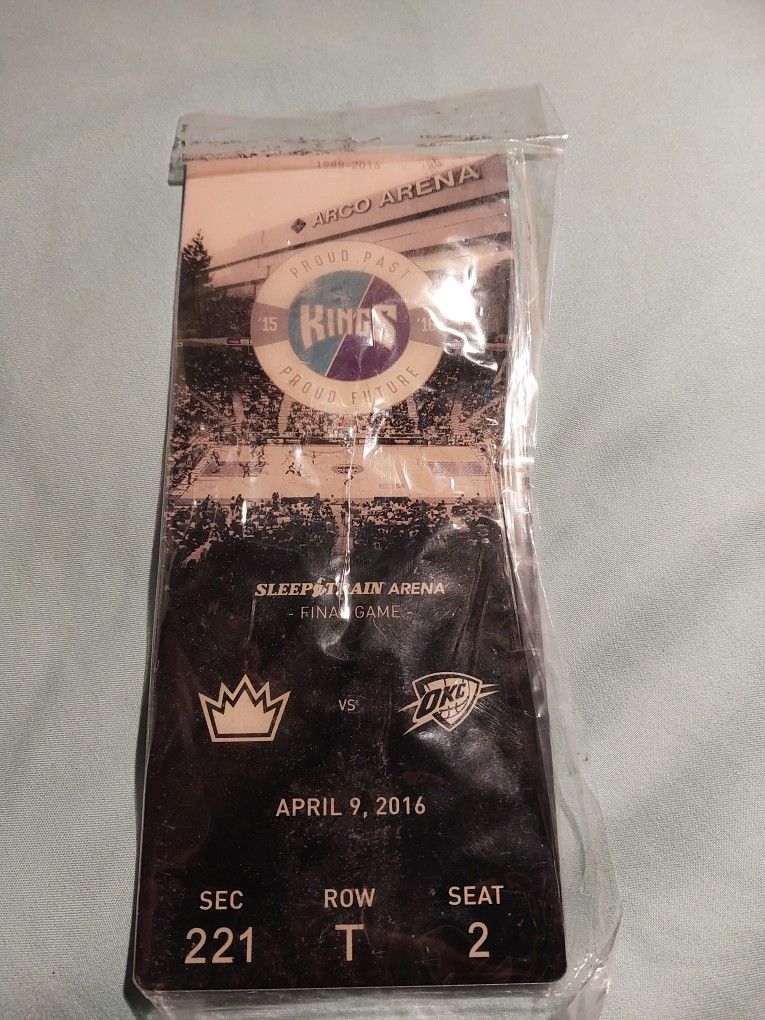 1988-2016
ARCO ARENA
PROUD PAST
'15 KINGS '16
PROUD FUTURE
SLEEP TRAIN ARENA
- FINAL GAME -
VS OKC
APRIL 9, 2016
SEC ROW SEAT
221 T 2